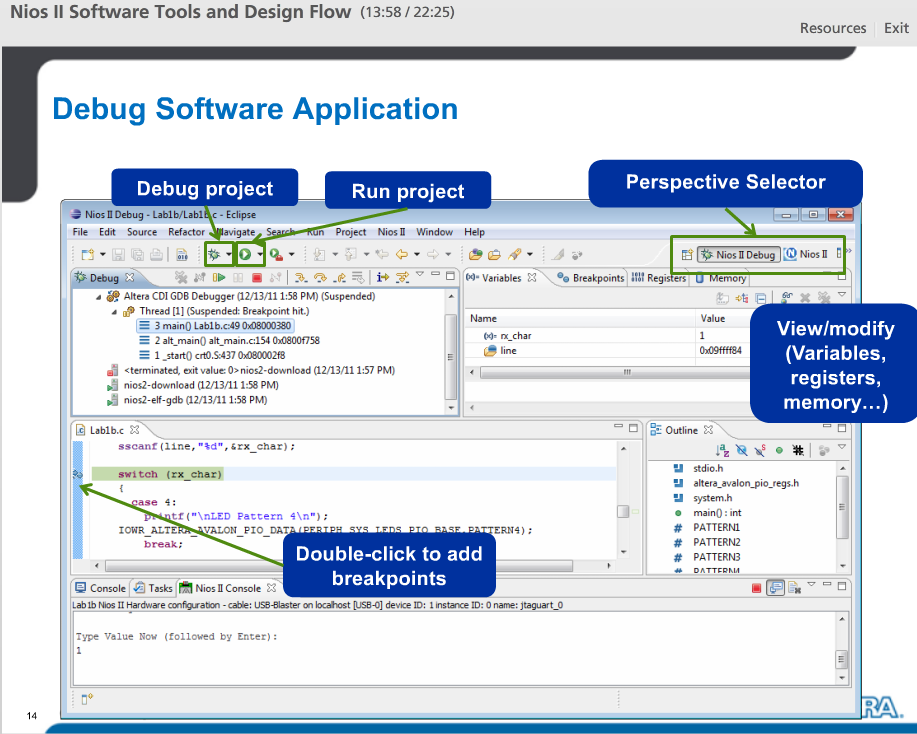 Nios II Software Tools and Design Flow (13:58 / 22:25)
Resources Exit
Debug Software Application
Debug project
Run project
Perspective Selector
Nios II Debug - Lab1b/Lab1b.c - Eclipse
File Edit Source Refactor Navigate Search Run Project Nios II Window Help
Nios II Debug Nios II
Debug
Altera CDI GDB Debugger (12/13/11 1:58 PM) (Suspended)
Thread [1] (Suspended: Breakpoint hit.)
3 main() Lab1b.c:49 0x08000380
2 alt_main() alt_main.c:154 0x0800f758
1 _start() crt0.S:437 0x080002f8
<terminated, exit value: 0>nios2-download (12/13/11 1:57 PM)
nios2-download (12/13/11 1:58 PM)
nios2-elf-gdb (12/13/11 1:58 PM)
Variables Breakpoints Registers Memory
Name Value
rx_char 1
line 0x09ffff84
View/modify
(Variables,
registers,
memory…)
Lab1b.c
sscanf(line,"%d",&rx_char);
switch (rx_char)
{
case 4:
printf("\nLED Pattern 4\n");
IOWR_ALTERA_AVALON_PIO_DATA(PERIPH_SYS_LEDS_PIO_BASE,PATTERN4);
break;
Double-click to add
breakpoints
Outline
stdio.h
altera_avalon_pio_regs.h
system.h
main() : int
PATTERN1
PATTERN2
PATTERN3
PATTERN4
Console Tasks Nios II Console
Lab1b Nios II Hardware configuration - cable: USB-Blaster on localhost [USB-0] device ID: 1 instance ID: 0 name: jtaguart_0
Type Value Now (followed by Enter):
1
14
RA.